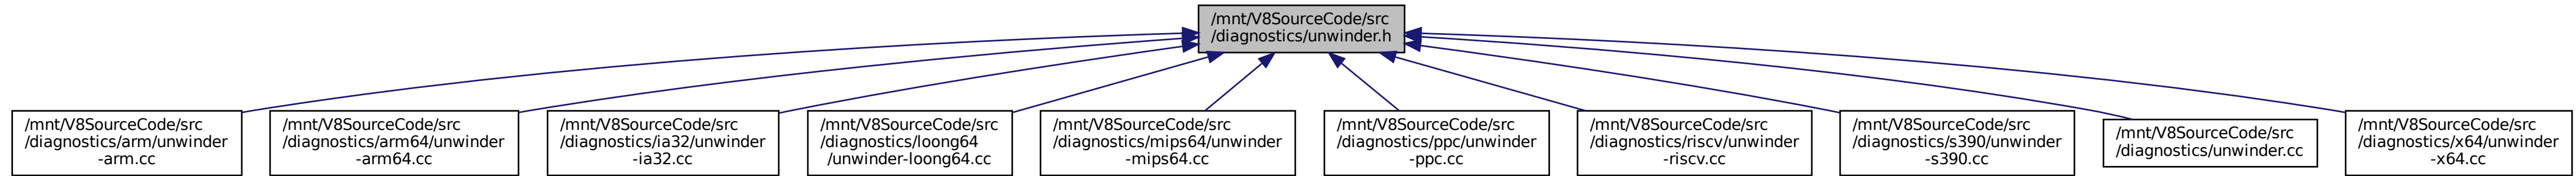 /mnt/V8SourceCode/src
/diagnostics/unwinder.h
/mnt/V8SourceCode/src
/diagnostics/arm/unwinder
-arm.cc
/mnt/V8SourceCode/src
/diagnostics/arm64/unwinder
-arm64.cc
/mnt/V8SourceCode/src
/diagnostics/ia32/unwinder
-ia32.cc
/mnt/V8SourceCode/src
/diagnostics/loong64
/unwinder-loong64.cc
/mnt/V8SourceCode/src
/diagnostics/mips64/unwinder
-mips64.cc
/mnt/V8SourceCode/src
/diagnostics/ppc/unwinder
-ppc.cc
/mnt/V8SourceCode/src
/diagnostics/riscv/unwinder
-riscv.cc
/mnt/V8SourceCode/src
/diagnostics/s390/unwinder
-s390.cc
/mnt/V8SourceCode/src
/diagnostics/unwinder.cc
/mnt/V8SourceCode/src
/diagnostics/x64/unwinder
-x64.cc